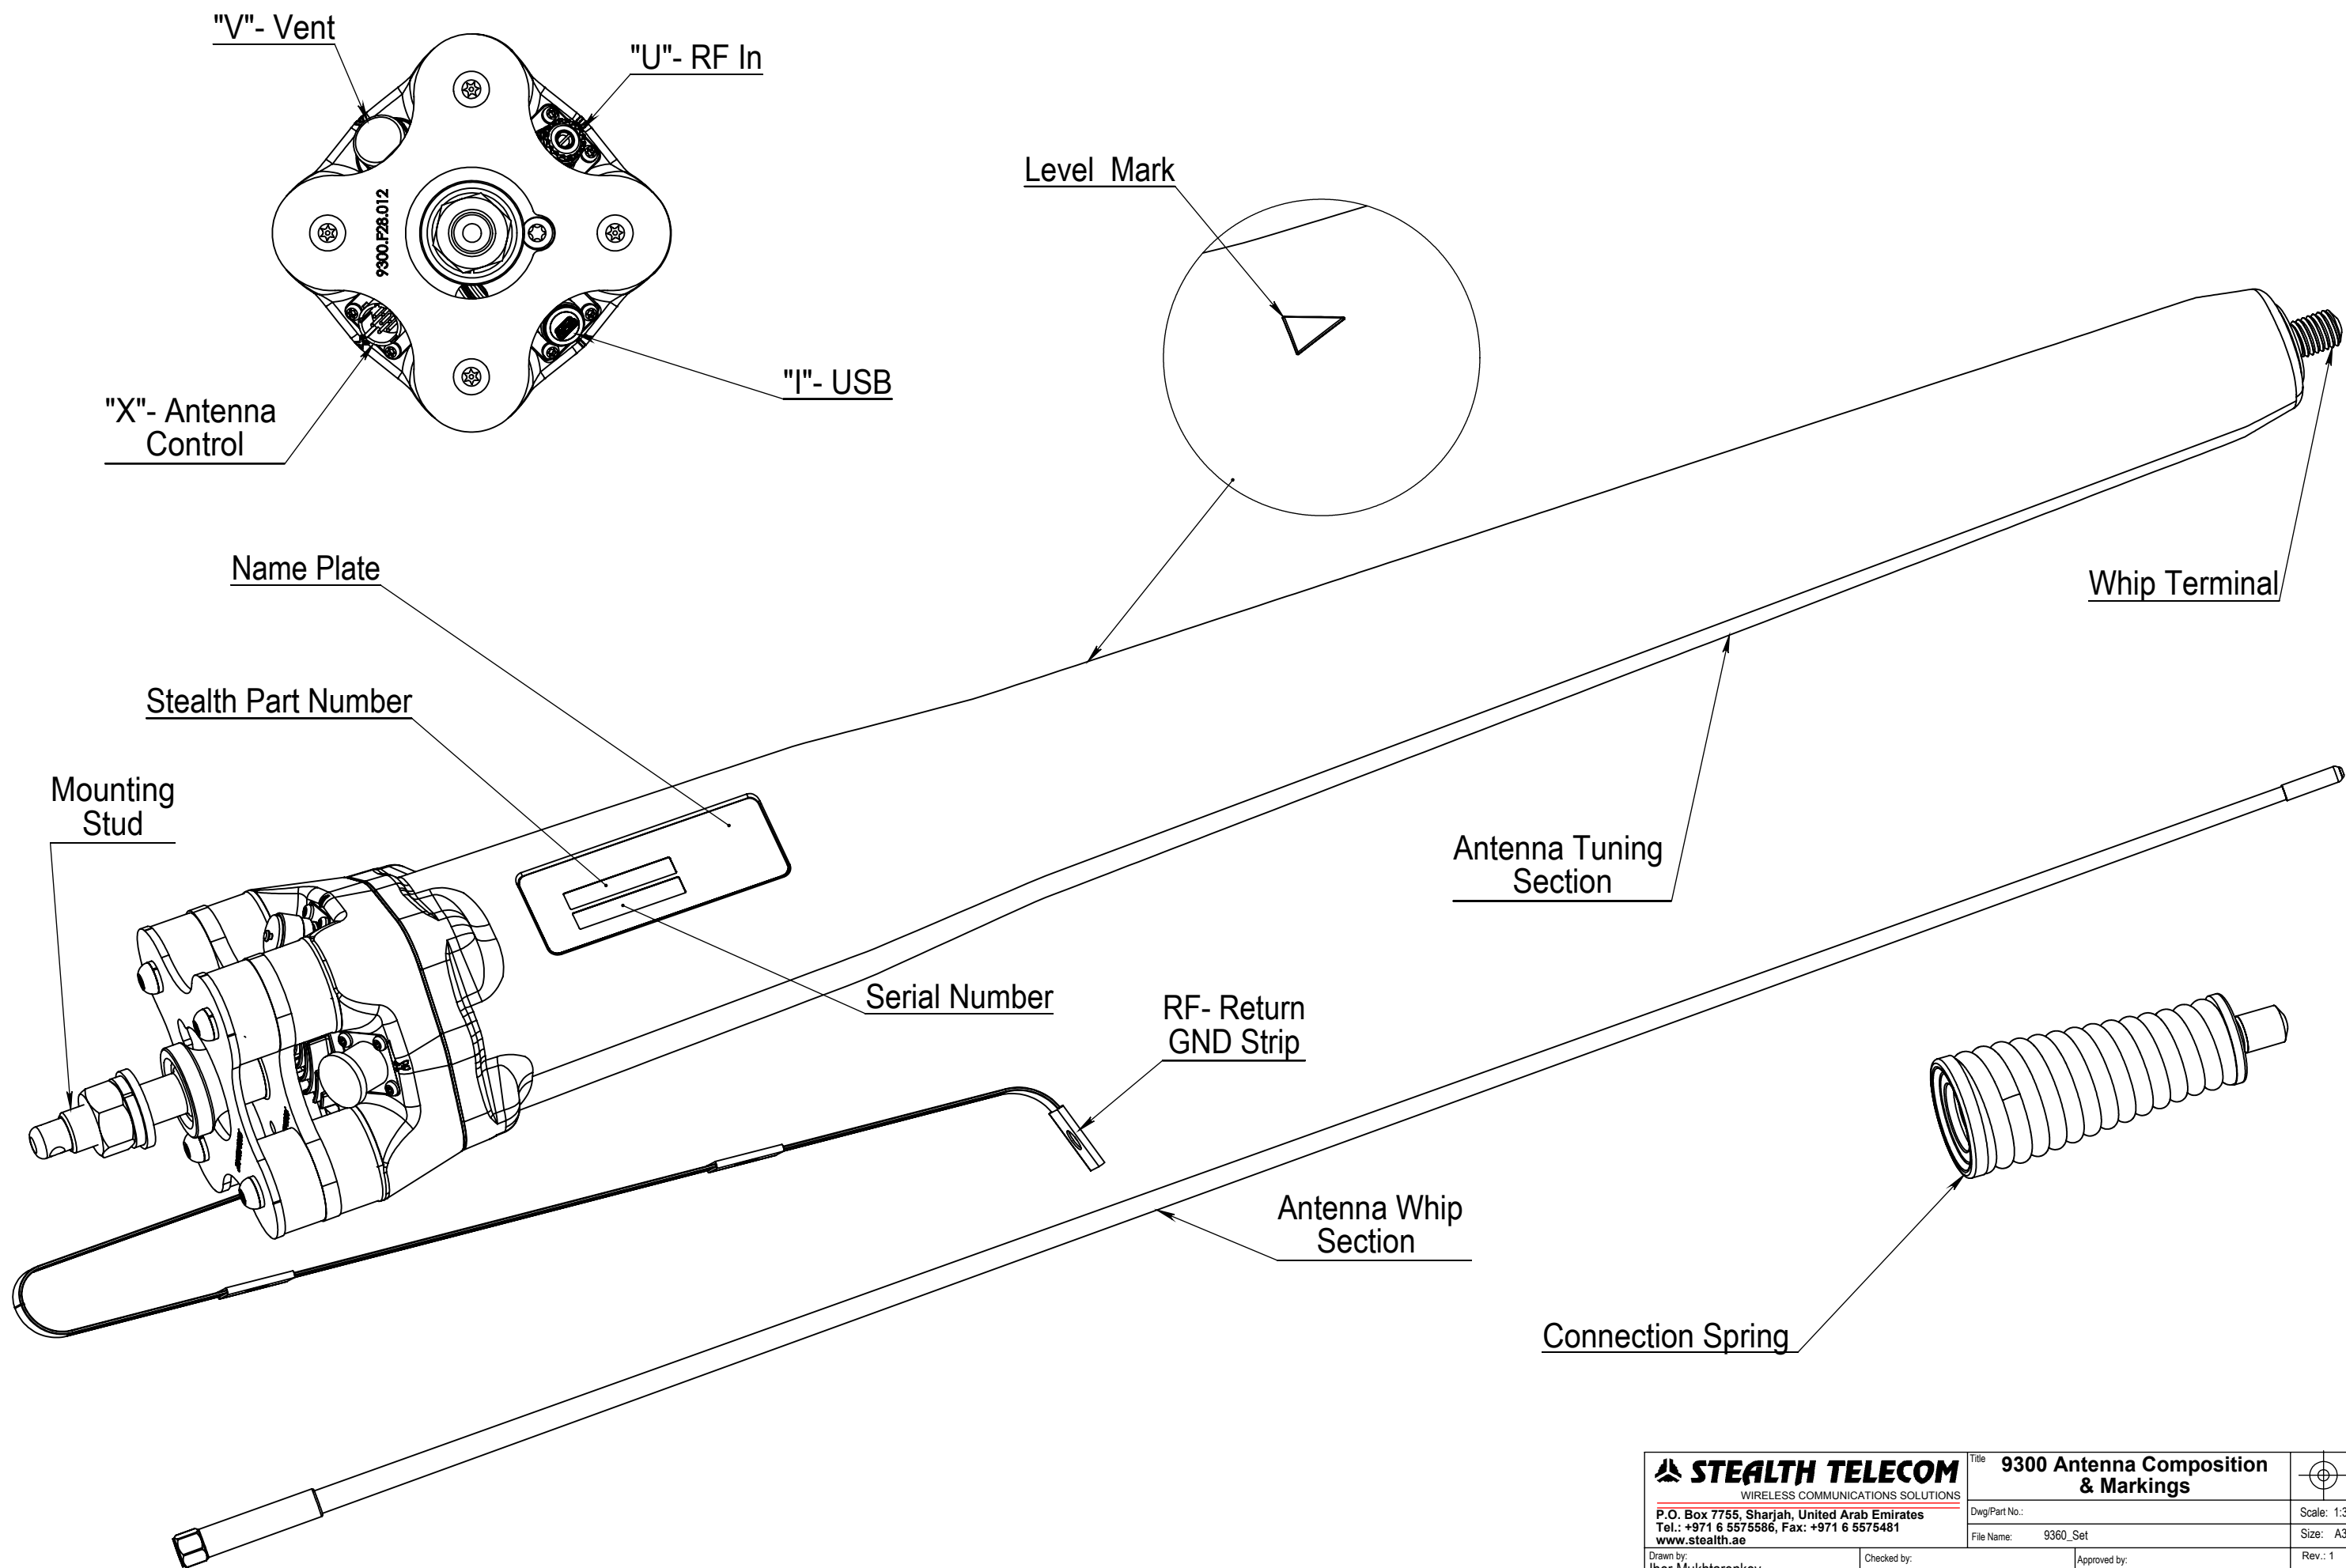 "V"- Vent
"U"- RF In
9300.F28.012
"X"- Antenna
Control
"I"- USB
Level Mark
Name Plate
Stealth Part Number
Mounting
Stud
Serial Number
Whip Terminal
Antenna Tuning
Section
RF- Return
GND Strip
Antenna Whip
Section
Connection Spring
STEALTH TELECOM
WIRELESS COMMUNICATIONS SOLUTIONS
P.O. Box 7755, Sharjah, United Arab Emirates
Tel.: +971 6 5575586, Fax: +971 6 5575481
www.stealth.ae
Title
9300 Antenna Composition
& Markings
Dwg/Part No.:
Scale: 1:3
File Name: 9360_Set
Size: A3
Drawn by:
Checked by:
Approved by:
Rev.: 1